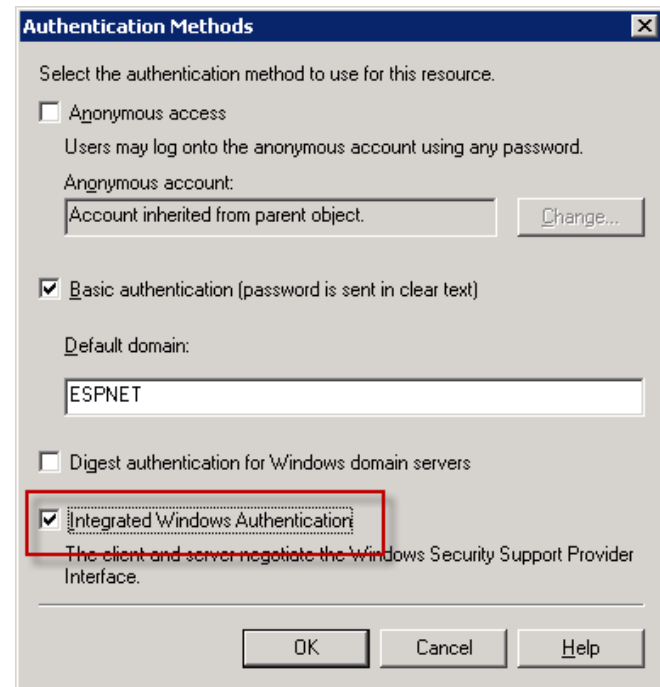 Authentication Methods
Select the authentication method to use for this resource.
Anonymous access
Users may log onto the anonymous account using any password.
Anonymous account:
Account inherited from parent object.
Change...
Basic authentication (password is sent in clear text)
Default domain:
ESPNET
Digest authentication for Windows domain servers
Integrated Windows Authentication
The client and server negotiate the Windows Security Support Provider
Interface.
OK Cancel Help